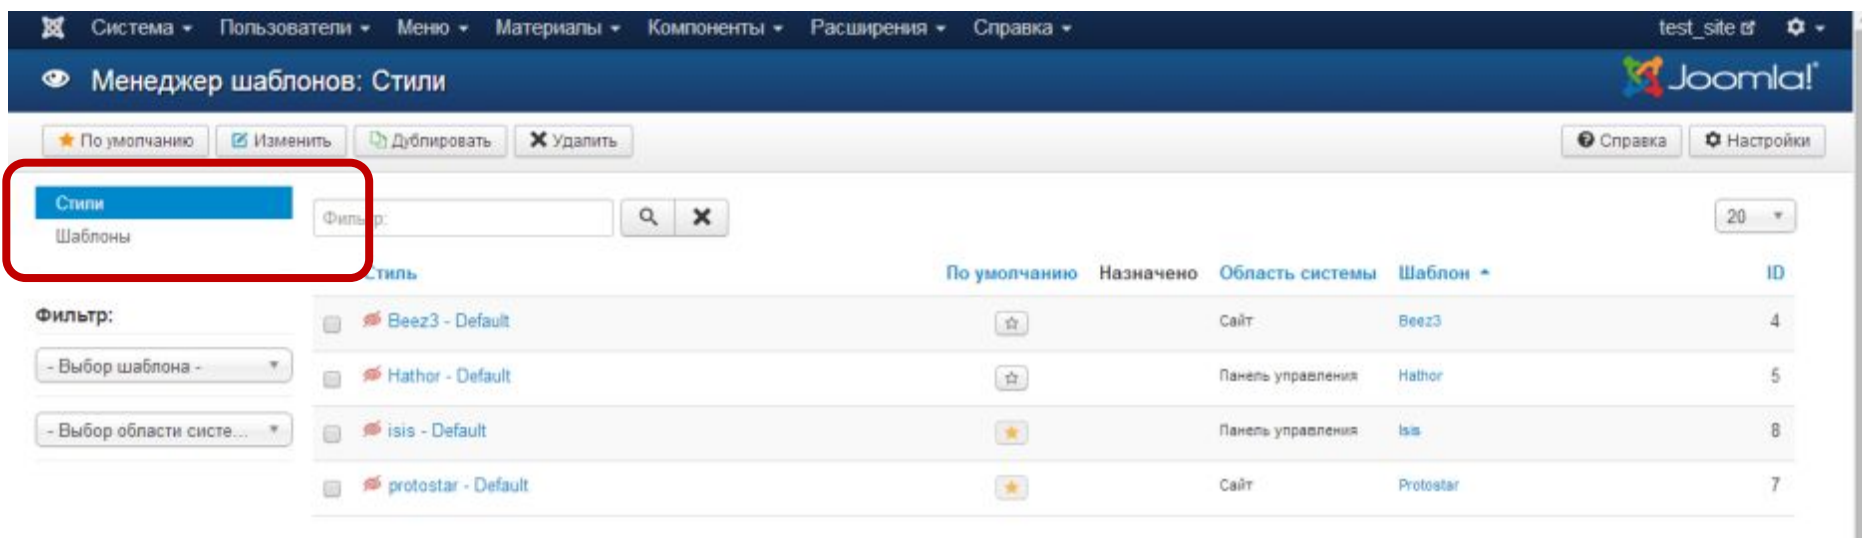 Система Пользователи Меню Материалы Компоненты Расширения Справка test_site
Менеджер шаблонов: Стили Joomla!
По умолчанию Изменить Дублировать Удалить Справка Настройки
Стили
Шаблоны
Фильтр: 20
Стиль По умолчанию Назначено Область системы Шаблон ID
Фильтр:
- Выбор шаблона -
- Выбор области систе...
Beez3 - Default Сайт Beez3 4
Hathor - Default Панель управления Hathor 5
isis - Default Панель управления Isis 8
protostar - Default Сайт Protostar 7